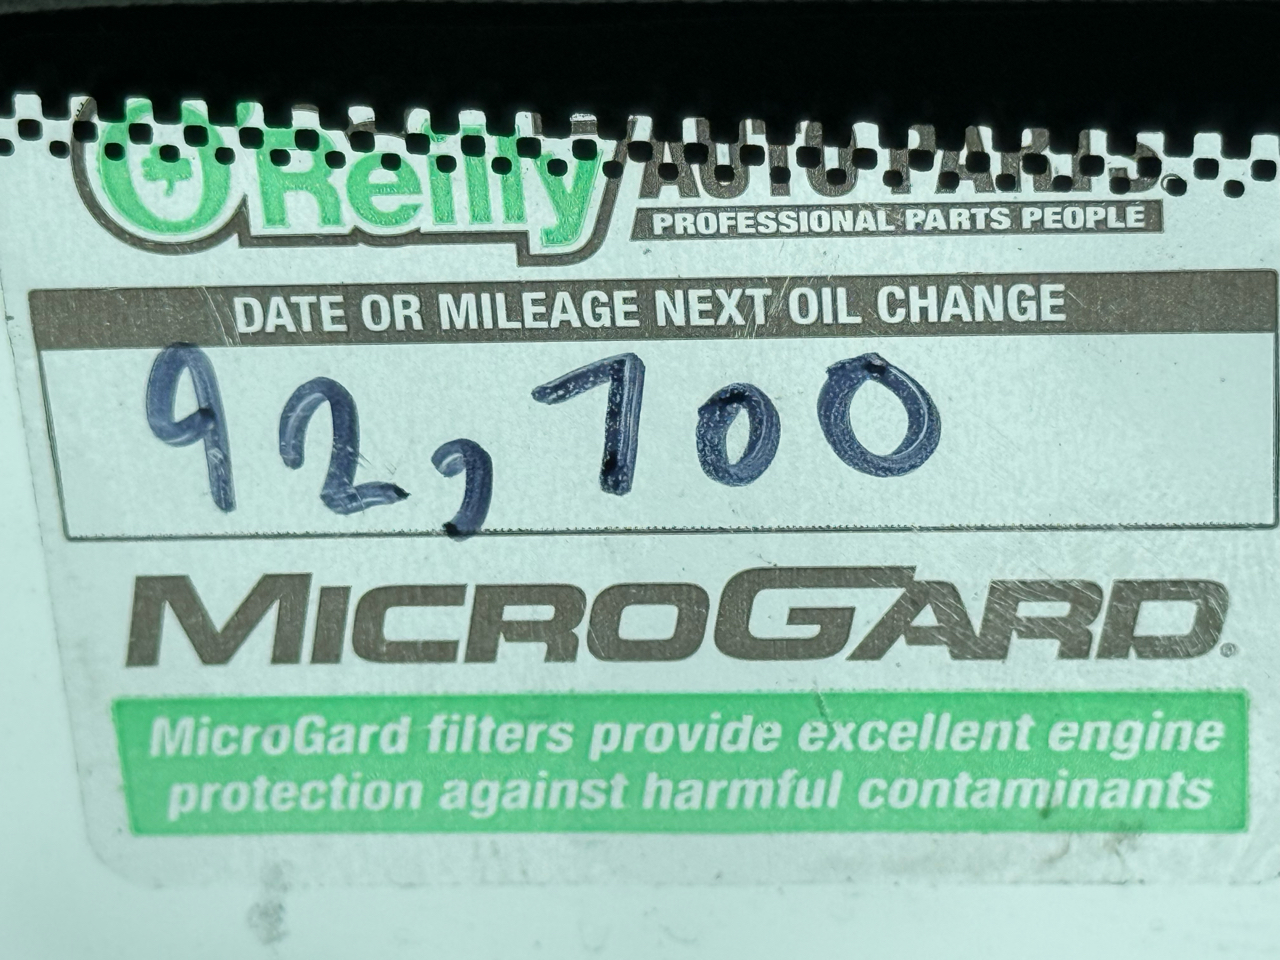 O'Reilly AUTO PARTS
PROFESSIONAL PARTS PEOPLE
DATE OR MILEAGE NEXT OIL CHANGE
92,700
MICROGARD®
MicroGard filters provide excellent engine
protection against harmful contaminants